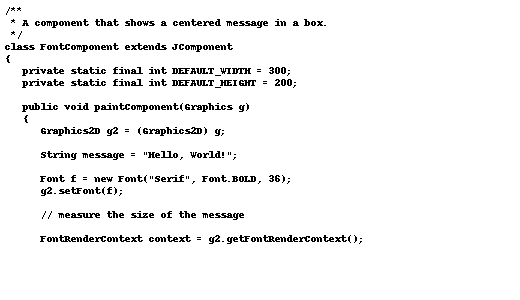 /**
 * A component that shows a centered message in a box.
 */
class FontComponent extends JComponent
{
   private static final int DEFAULT_WIDTH = 300;
   private static final int DEFAULT_HEIGHT = 200;

   public void paintComponent(Graphics g)
   {
      Graphics2D g2 = (Graphics2D) g;

      String message = "Hello, World!";

      Font f = new Font("Serif", Font.BOLD, 36);
      g2.setFont(f);

      // measure the size of the message

      FontRenderContext context = g2.getFontRenderContext();